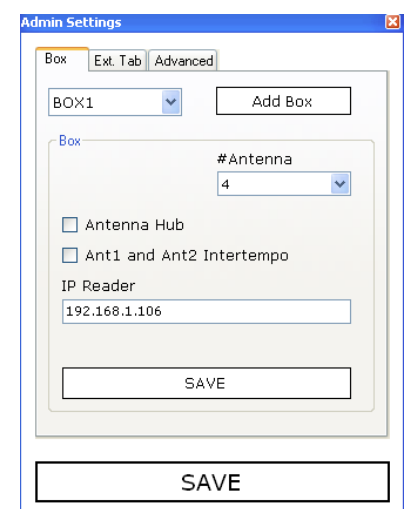 Admin Settings
Box Ext. Tab Advanced
BOX1 Add Box
Box
#Antenna
4
Antenna Hub
Ant1 and Ant2 Intertempo
IP Reader
192.168.1.106
SAVE
SAVE